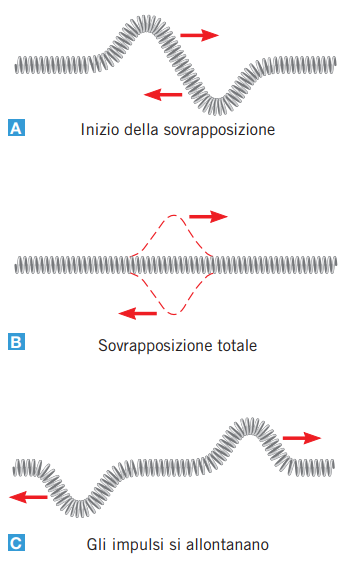 A Inizio della sovrapposizione
B Sovrapposizione totale
C Gli impulsi si allontanano